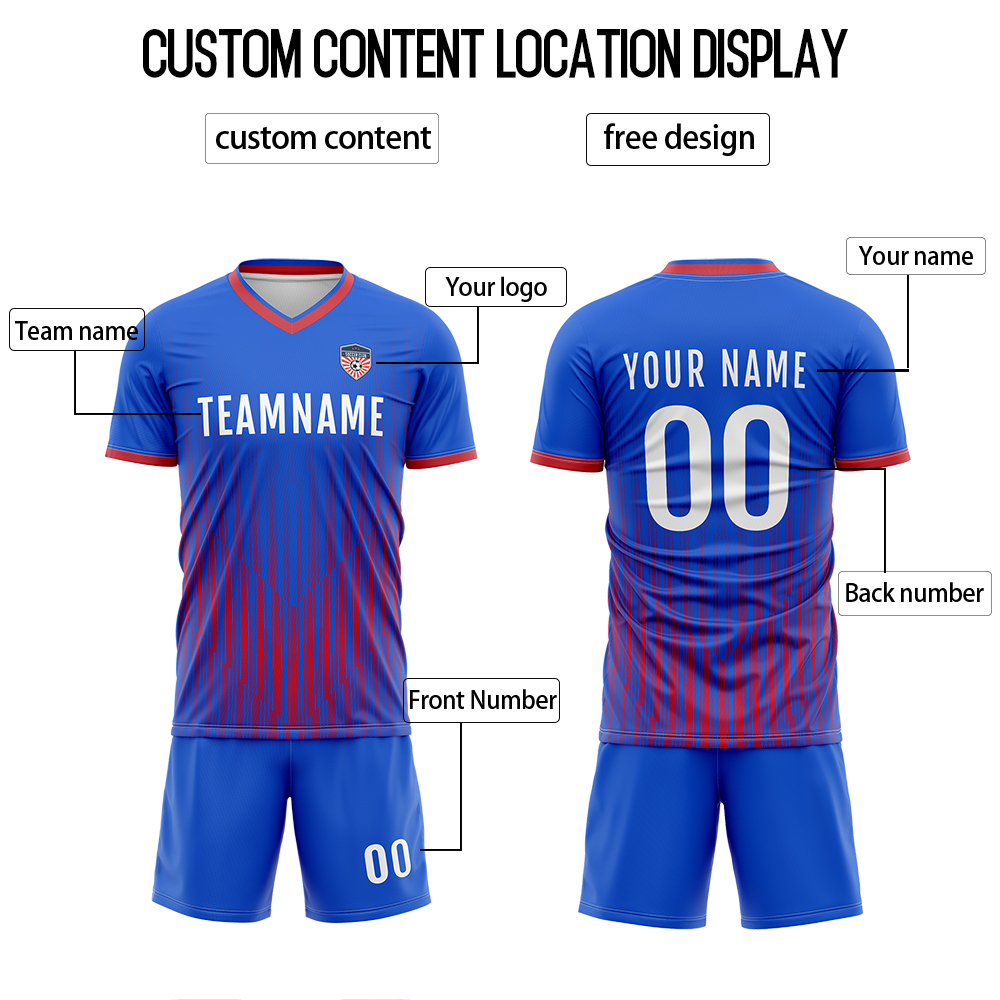 CUSTOM CONTENT LOCATION DISPLAY
custom content
free design
Your name
Your logo
Team name
TEAMNAME
YOUR NAME
00
Back number
Front Number
00